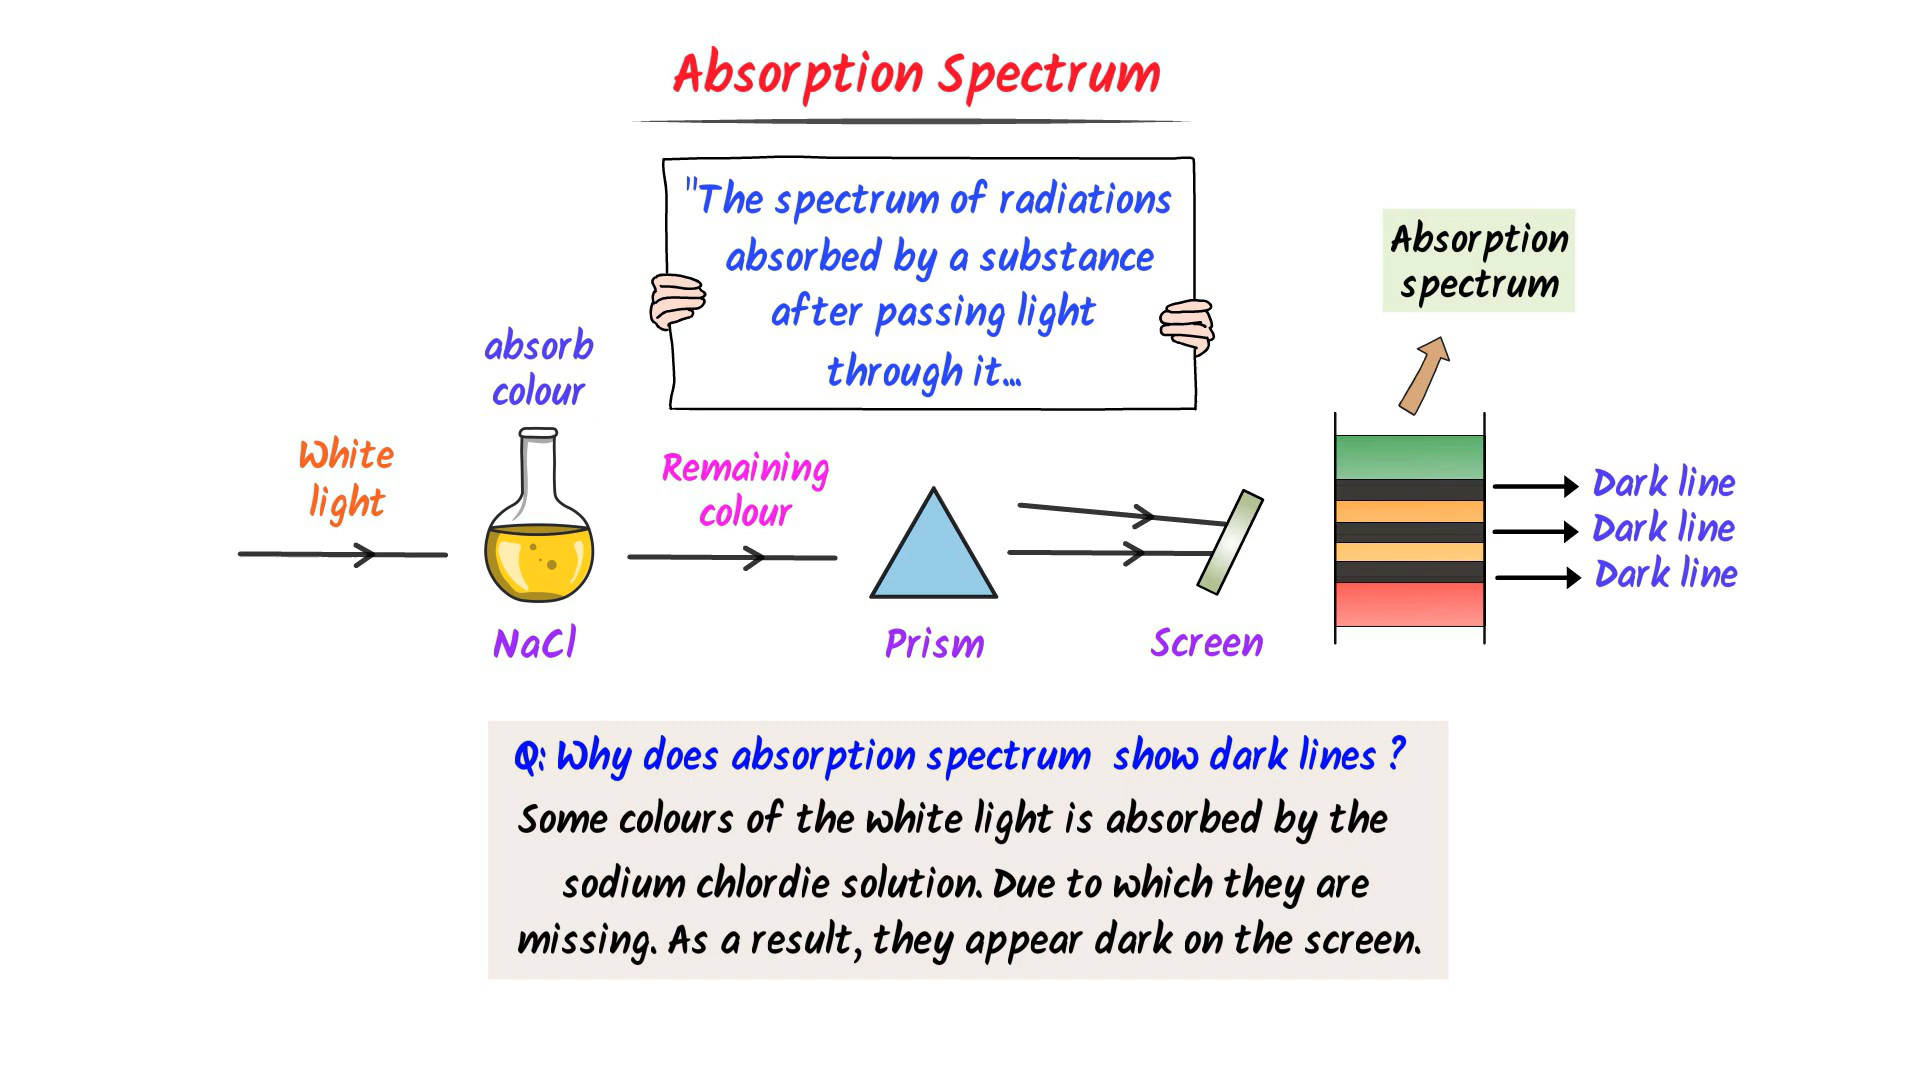 Absorption Spectrum
"The spectrum of radiations
absorbed by a substance
after passing light
through it...
Absorption
spectrum
absorb
colour
White
light
Remaining
colour
NaCl
Prism
Screen
Dark line
Dark line
Dark line
Q: Why does absorption spectrum show dark lines ?
Some colours of the white light is absorbed by the
sodium chlordie solution. Due to which they are
missing. As a result, they appear dark on the screen.